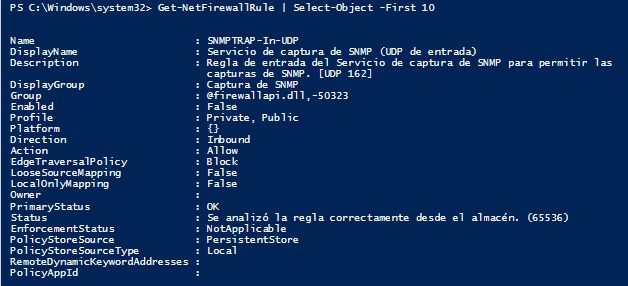 PS C:\Windows\system32> Get-NetFirewallRule | Select-Object -First 10
Name : SNMPTRAP-In-UDP
DisplayName : Servicio de captura de SNMP (UDP de entrada)
Description : Regla de entrada del Servicio de captura de SNMP para permitir las
capturas de SNMP. [UDP 162]
DisplayGroup : Captura de SNMP
Group : @firewallapi.dll,-50323
Enabled : False
Profile : Private, Public
Platform : {}
Direction : Inbound
Action : Allow
EdgeTraversalPolicy : Block
LooseSourceMapping : False
LocalOnlyMapping : False
Owner :
PrimaryStatus : OK
Status : Se analizó la regla correctamente desde el almacén. (65536)
EnforcementStatus : NotApplicable
PolicyStoreSource : PersistentStore
PolicyStoreSourceType : Local
RemoteDynamicKeywordAddresses :
PolicyAppId :